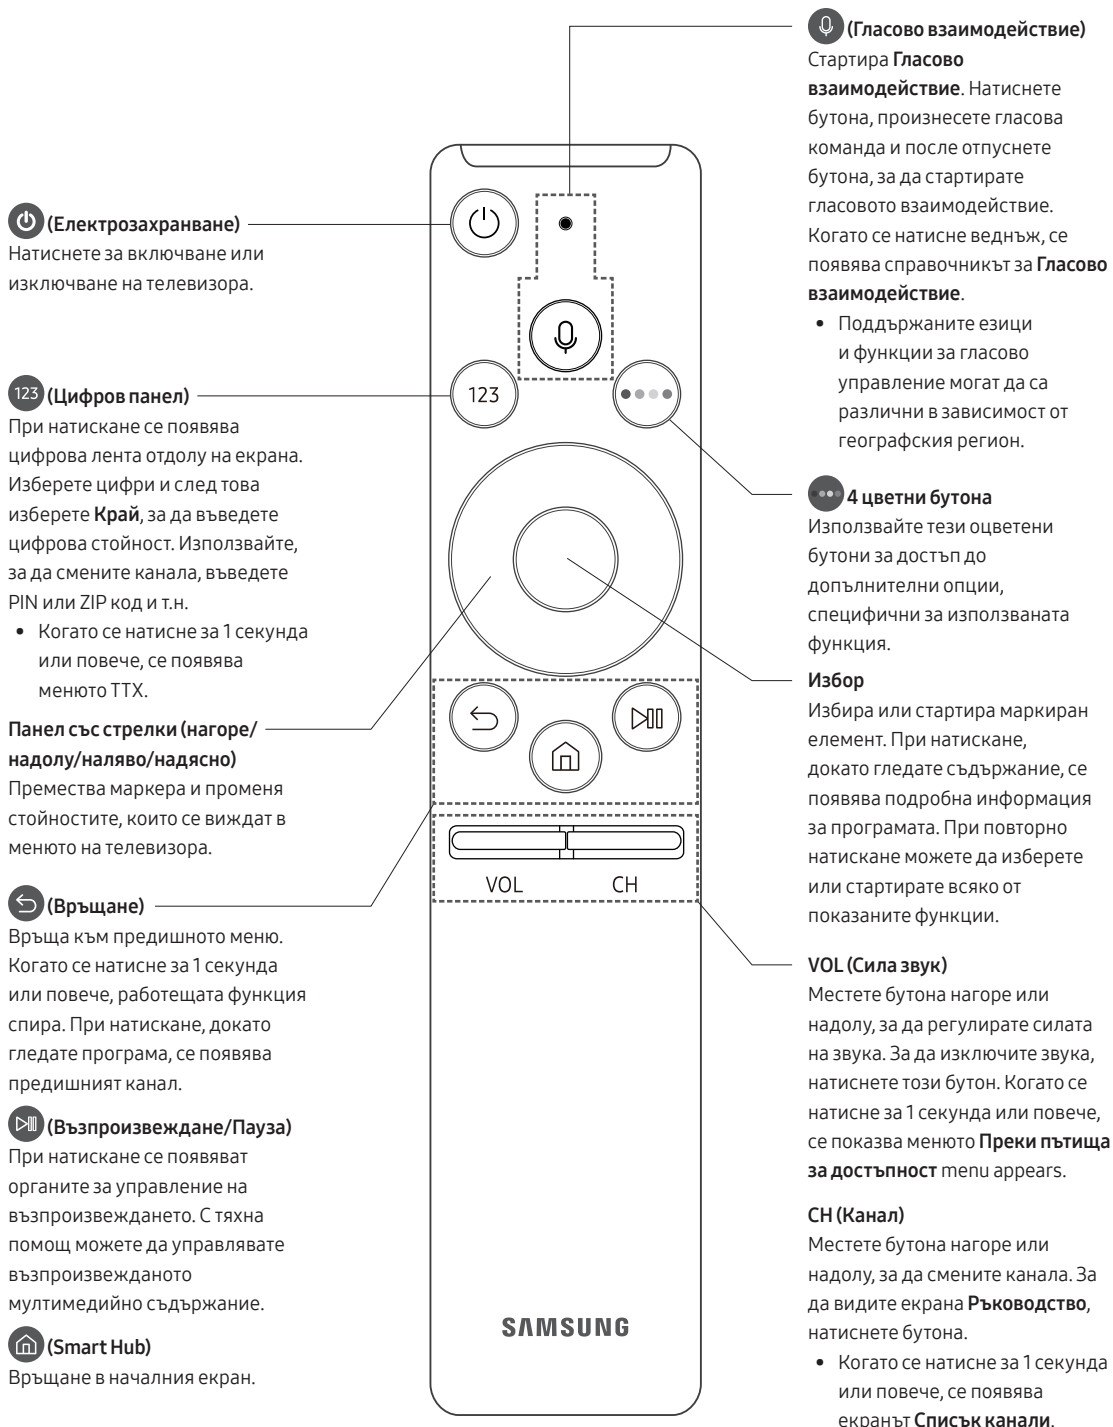 (Електрозахранване)
Натиснете за включване или
изключване на телевизора.
123 (Цифров панел)
При натискане се появява
цифрова лента отдолу на екрана.
Изберете цифри и след това
изберете Край, за да въведете
цифрова стойност. Използвайте,
за да смените канала, въведете
PIN или ZIP код и т.н.
• Когато се натисне за 1 секунда
или повече, се появява
менюто TTX.
Панел със стрелки (нагоре/
надолу/наляво/надясно)
Премества маркера и променя
стойностите, които се виждат в
менюто на телевизора.
(Връщане)
Връща към предишното меню.
Когато се натисне за 1 секунда
или повече, работещата функция
спира. При натискане, докато
гледате програма, се появява
предишният канал.
(Възпроизвеждане/Пауза)
При натискане се появяват
органите за управление на
възпроизвеждането. С тяхна
помощ можете да управлявате
възпроизвежданото
мултимедийно съдържание.
(Smart Hub)
Връщане в началния екран.
123
VOL CH
SAMSUNG
(Гласово взаимодействие)
Стартира Гласово
взаимодействие. Натиснете
бутона, произнесете гласова
команда и после отпуснете
бутона, за да стартирате
гласовото взаимодействие.
Когато се натисне веднъж, се
появява справочникът за Гласово
взаимодействие.
• Поддържаните езици
и функции за гласово
управление могат да са
различни в зависимост от
географския регион.
4 цветни бутона
Използвайте тези оцветени
бутони за достъп до
допълнителни опции,
специфични за използваната
функция.
Избор
Избира или стартира маркиран
елемент. При натискане,
докато гледате съдържание, се
появява подробна информация
за програмата. При повторно
натискане можете да изберете
или стартирате всяко от
показаните функции.
VOL (Сила звук)
Местете бутона нагоре или
надолу, за да регулирате силата
на звука. За да изключите звука,
натиснете този бутон. Когато се
натисне за 1 секунда или повече,
се показва менюто Преки пътища
за достъпност menu appears.
CH (Канал)
Местете бутона нагоре или
надолу, за да смените канала. За
да видите екрана Ръководство,
натиснете бутона.
• Когато се натисне за 1 секунда
или повече, се появява
екранът Списък канали.